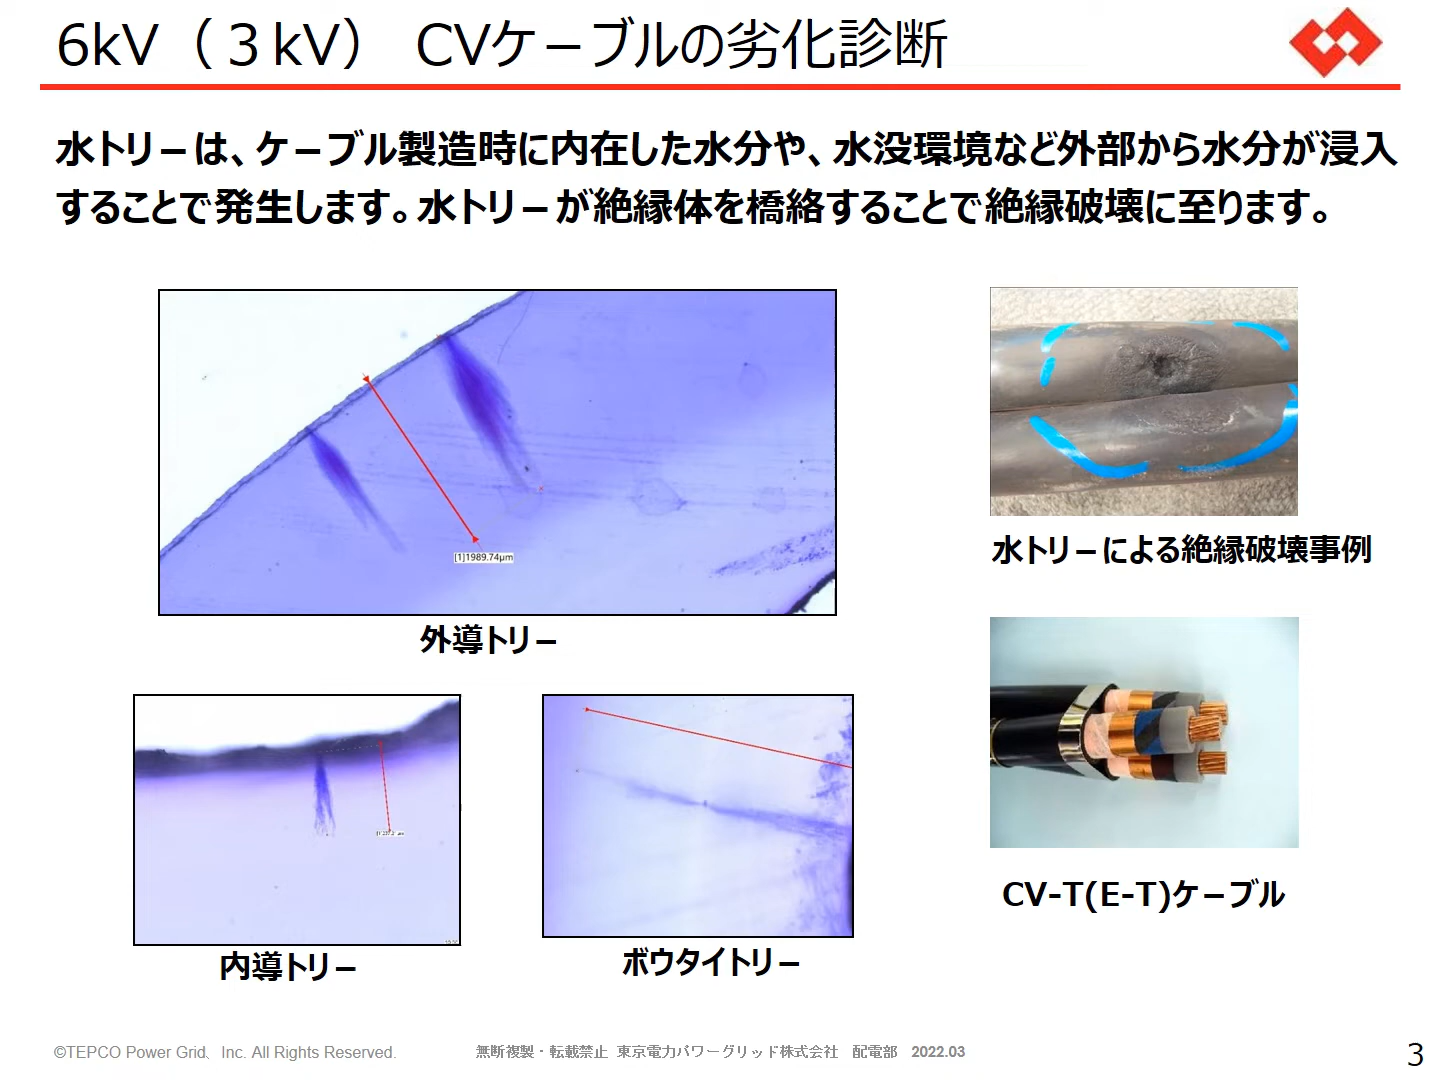 6kV（３kV） CVケーブルの劣化診断
水トリーは、ケーブル製造時に内在した水分や、水没環境など外部から水分が浸入
することで発生します。水トリーが絶縁体を橋絡することで絶縁破壊に至ります。
[1]1989.74μm
外導トリー
水トリーによる絶縁破壊事例
内導トリー
ボウタイトリー
CV-T(E-T)ケーブル
©TEPCO Power Grid、Inc. All Rights Reserved.
無断複製・転載禁止 東京電力パワーグリッド株式会社 配電部 2022.03
3